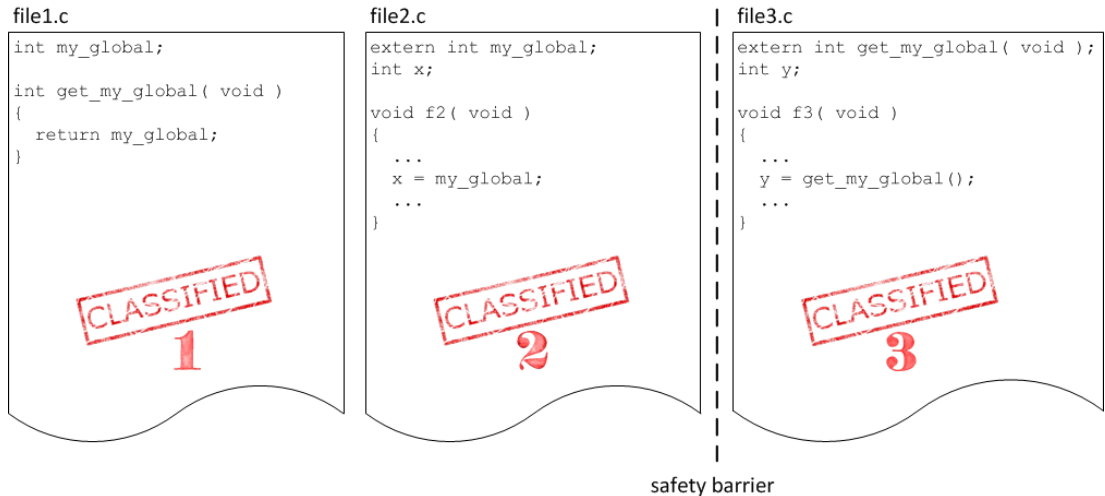 file1.c
int my_global;
int get_my_global( void )
{
return my_global;
}
CLASSIFIED
1
file2.c
extern int my_global;
int x;
void f2( void )
{
...
x = my_global;
...
}
CLASSIFIED
2
file3.c
extern int get_my_global( void );
int y;
void f3( void )
{
...
y = get_my_global();
...
}
CLASSIFIED
3
safety barrier